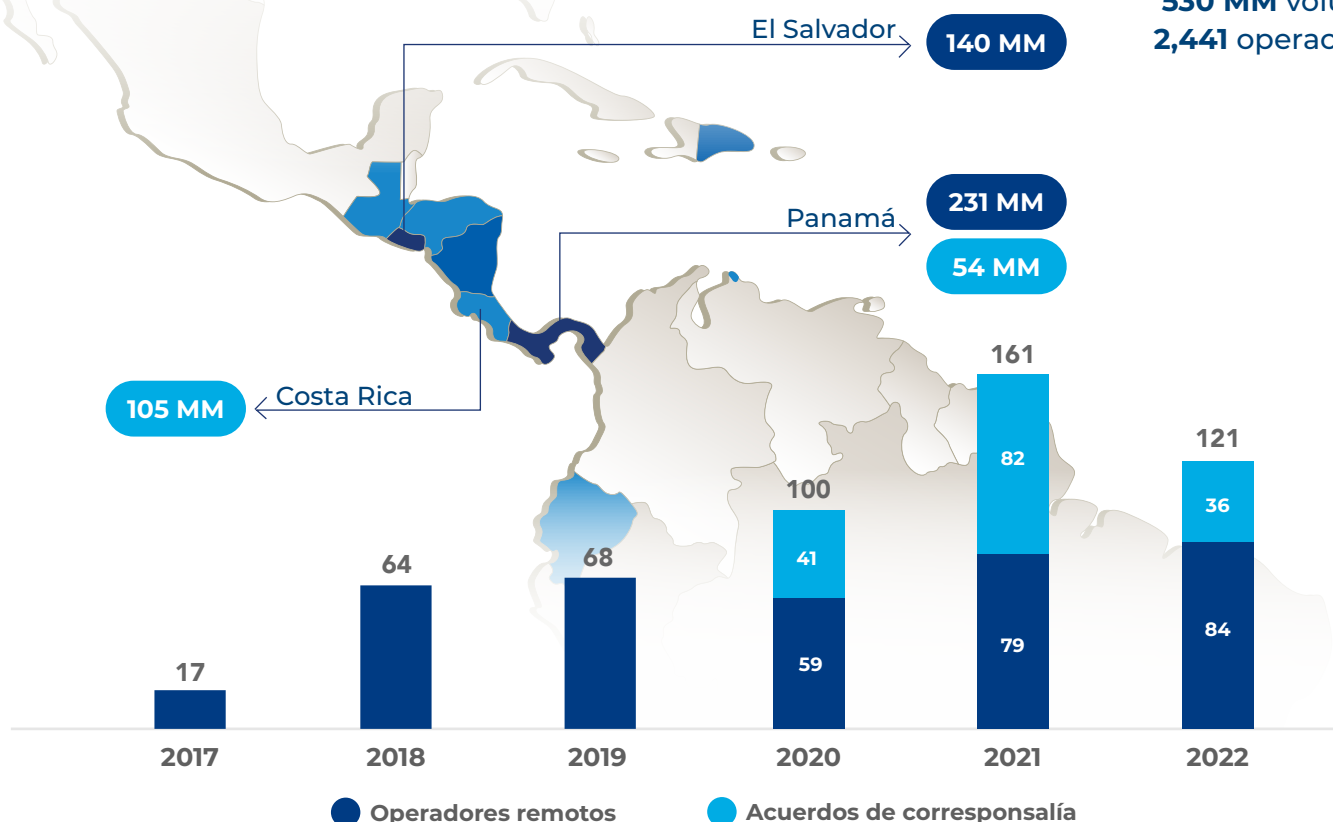 530 MM
El Salvador
140 MM
2,441
Panamá
231 MM
54 MM
Costa Rica
105 MM
17
64
68
100
41
59
161
82
79
121
36
84
2017 2018 2019 2020 2021 2022
Operadores remotos Acuerdos de corresponsalía